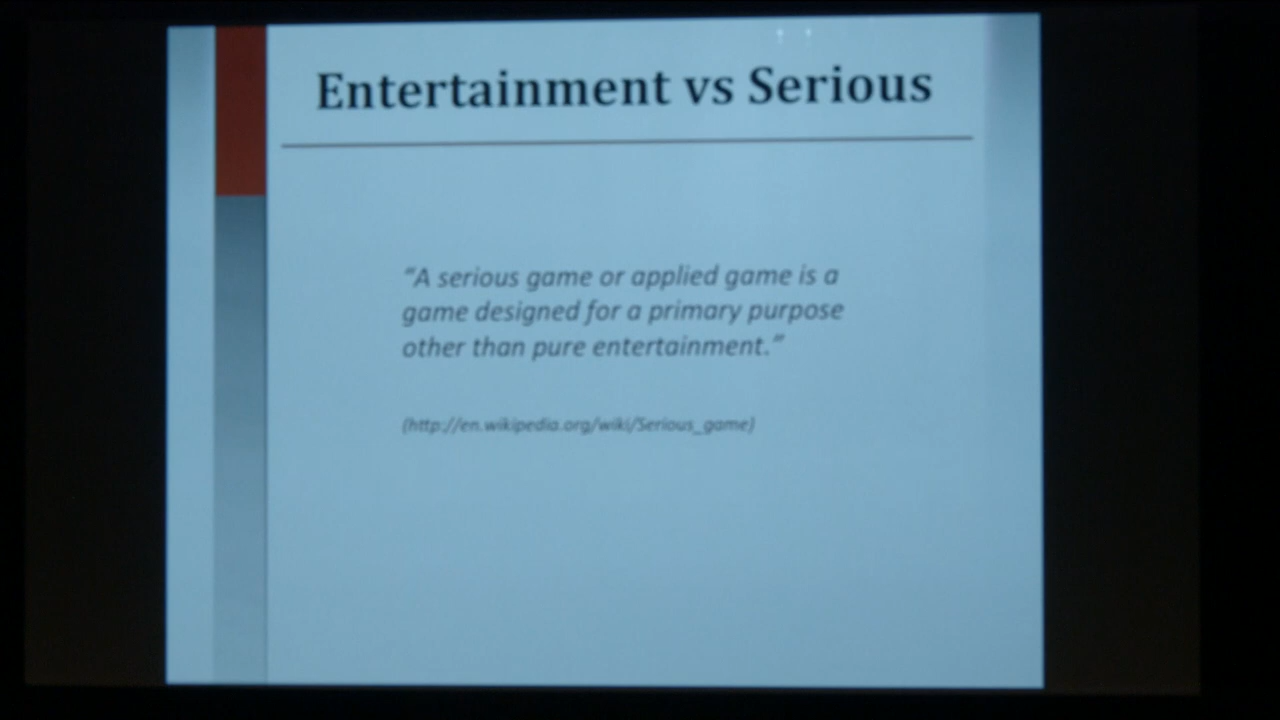 Entertainment vs Serious
“A serious game or applied game is a
game designed for a primary purpose
other than pure entertainment.”
(http://en.wikipedia.org/wiki/Serious_game)